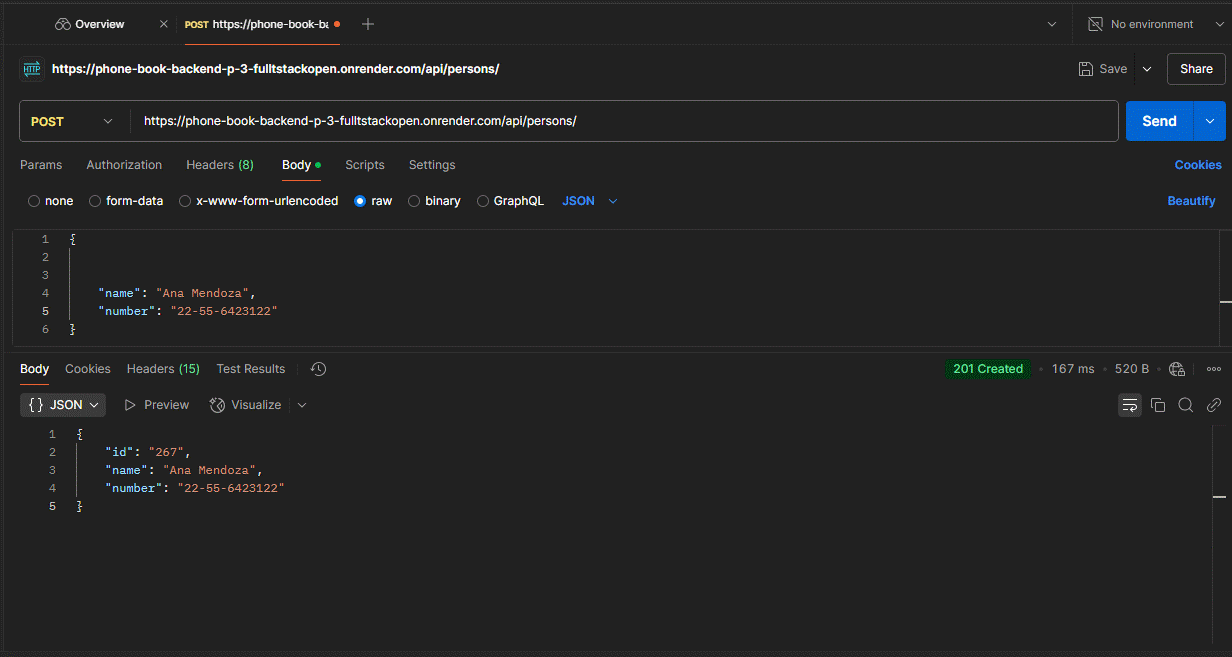 Overview
POST https://phone-book-ba
No environment
HTTP https://phone-book-backend-p-3-fulltstackopen.onrender.com/api/persons/
Save
Share
POST
https://phone-book-backend-p-3-fulltstackopen.onrender.com/api/persons/
Send
Params Authorization Headers (8) Body Scripts Settings
Cookies
none form-data x-www-form-urlencoded raw binary GraphQL JSON
Beautify
1 {
2
3
4 "name": "Ana Mendoza",
5 "number": "22-55-6423122"
6 }
Body Cookies Headers (15) Test Results
201 Created • 167 ms • 520 B •
{} JSON Preview Visualize
1 {
2 "id": "267",
3 "name": "Ana Mendoza",
4 "number": "22-55-6423122"
5 }